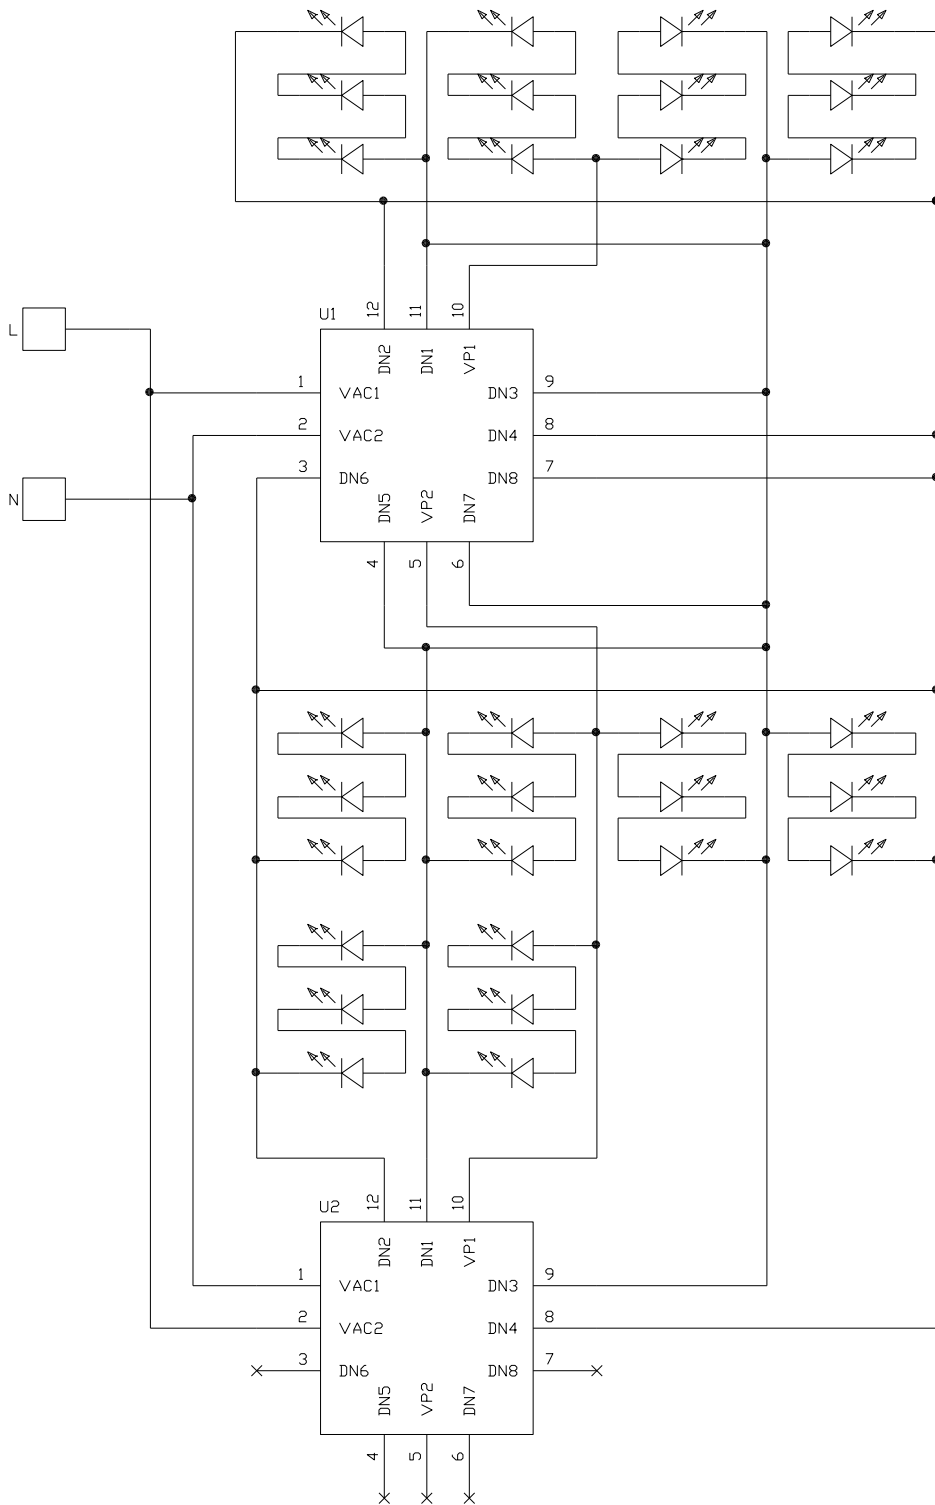 12
11
10
U1
L
DN2
DN1
VP1
1
VAC1
DN3
9
2
VAC2
DN4
8
3
DN6
DN8
7
N
DN5
VP2
DN7
4
5
6
U2
12
11
10
DN2
DN1
VP1
1
VAC1
DN3
9
2
VAC2
DN4
8
3
DN6
DN8
7
DN5
VP2
DN7
4
5
6